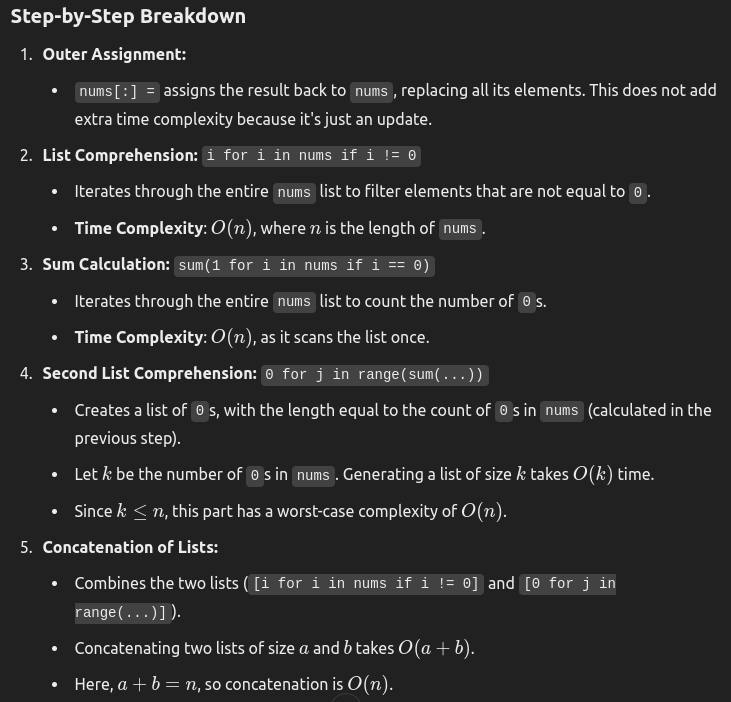 Step-by-Step Breakdown
1. Outer Assignment:
• nums[:] = assigns the result back to nums, replacing all its elements. This does not add
extra time complexity because it's just an update.
2. List Comprehension: i for i in nums if i != 0
• Iterates through the entire nums list to filter elements that are not equal to 0.
• Time Complexity: O(n), where n is the length of nums.
3. Sum Calculation: sum(1 for i in nums if i == 0)
• Iterates through the entire nums list to count the number of 0s.
• Time Complexity: O(n), as it scans the list once.
4. Second List Comprehension: 0 for j in range(sum(...))
• Creates a list of 0s, with the length equal to the count of 0s in nums (calculated in the
previous step).
• Let k be the number of 0s in nums. Generating a list of size k takes O(k) time.
• Since k ≤ n, this part has a worst-case complexity of O(n).
5. Concatenation of Lists:
• Combines the two lists ([i for i in nums if i != 0] and [0 for j in
range(...)]).
• Concatenating two lists of size a and b takes O(a + b).
• Here, a + b = n, so concatenation is O(n).